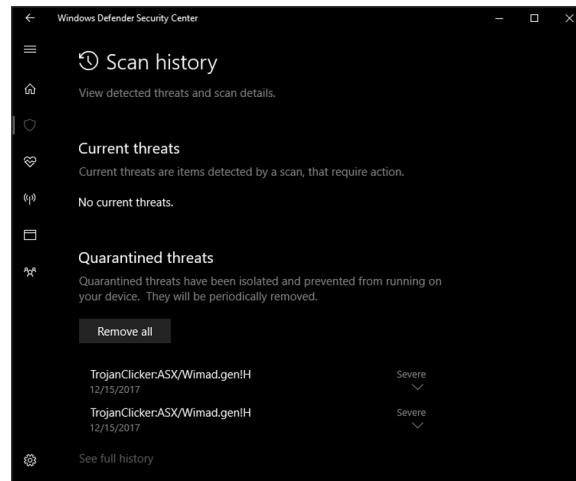 Windows Defender Security Center
Scan history
View detected threats and scan details.
Current threats
Current threats are items detected by a scan, that require action.
No current threats.
Quarantined threats
Quarantined threats have been isolated and prevented from running on
your device. They will be periodically removed.
Remove all
TrojanClicker:ASX/Wimad.gen!H Severe
12/15/2017
TrojanClicker:ASX/Wimad.gen!H Severe
12/15/2017
See full history